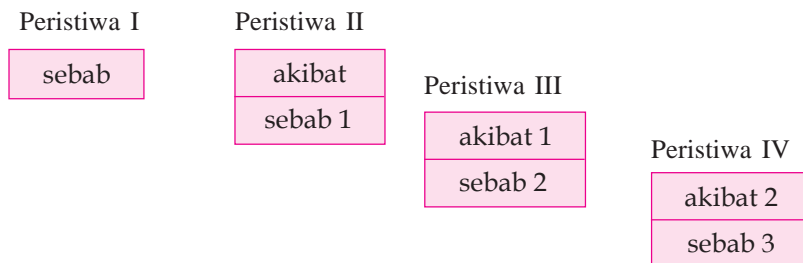 Peristiwa I
sebab
Peristiwa II
akibat
sebab 1
Peristiwa III
akibat 1
sebab 2
Peristiwa IV
akibat 2
sebab 3